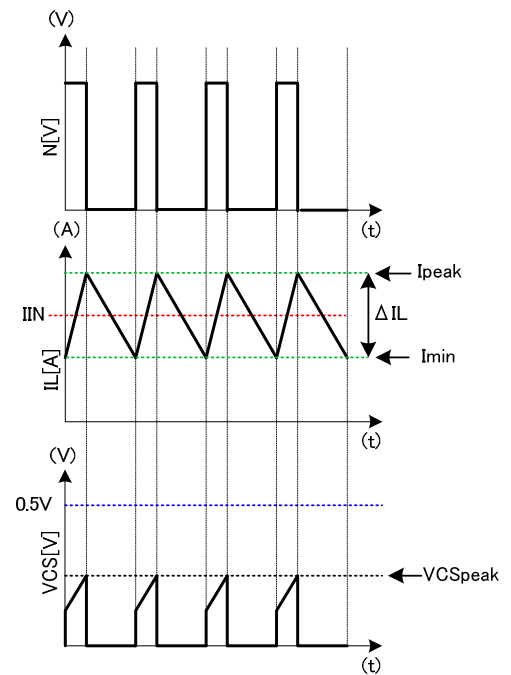 (V)
N[V]
(t)
(A)
Ipeak
IIN
ΔIL
Imin
IL[A]
(t)
(V)
0.5V
VCS[V]
VCSpeak
(t)